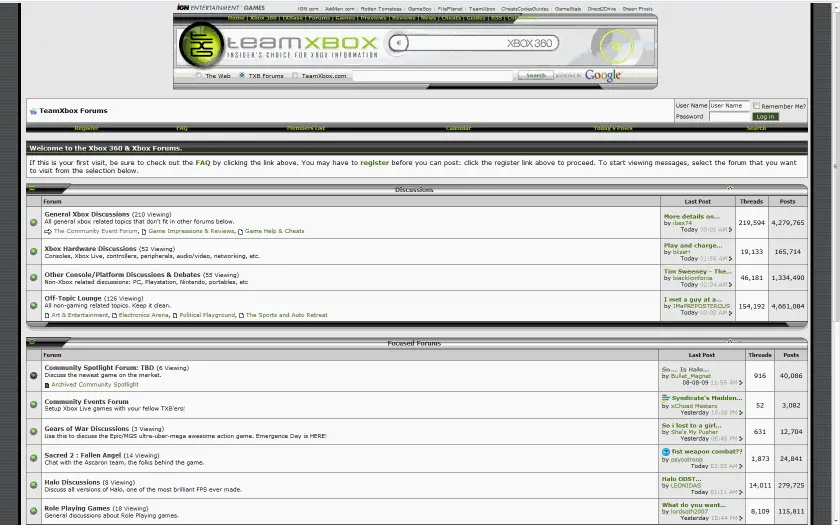 IGN ENTERTAINMENT GAMES
IGN.com AskMen.com Rotten Tomatoes GameSpy FilePlanet TeamXbox CheatsCodesGuides GameStats Direct2Drive Green Pixels
Home | Xbox 360 | XBase | Forums | Games | Previews | Reviews | News | Cheats | Guides | RSS |
teamXBOX
INSIDER'S CHOICE FOR XBOX INFORMATION
XBOX 360
The Web TXB Forums TeamXbox.com Search powered by Google
TeamXbox Forums
User Name User Name Remember Me?
Password Log in
Register FAQ Members List Calendar Today's Posts Search
Welcome to the Xbox 360 & Xbox Forums.
If this is your first visit, be sure to check out the FAQ by clicking the link above. You may have to register before you can post: click the register link above to proceed. To start viewing messages, select the forum that you want
to visit from the selection below.
Discussions
Forum Last Post Threads Posts
General Xbox Discussions (210 Viewing)
All general xbox related topics that don't fit in other forums below.
The Community Event Forum, Game Impressions & Reviews, Game Help & Cheats
More details on...
by ibex74
Today 03:01 AM
219,594 4,279,765
Xbox Hardware Discussions (52 Viewing)
Consoles, Xbox Live, controllers, peripherals, audio/video, networking, etc.
Play and charge...
by blizeH
Today 01:56 AM
19,133 165,714
Other Console/Platform Discussions & Debates (55 Viewing)
Non-Xbox related discussions: PC, Playstation, Nintendo, portables, etc
Tim Sweeney - The...
by blacklionforce
Today 02:34 AM
46,181 1,334,490
Off-Topic Lounge (126 Viewing)
All non-gaming related topics. Keep it clean.
Art & Entertainment, Electronics Arena, Political Playground, The Sports and Auto Retreat
I met a guy at a...
by IMaPREPOSTEROUS
Today 03:02 AM
154,192 4,661,084
Focused Forums
Forum Last Post Threads Posts
Community Spotlight Forum: TBD (6 Viewing)
Discuss the newest game on the market.
Archived Community Spotlight
So.... Is Halo...
by Bullet_Magnet
08-08-09 11:55 AM
916 40,086
Community Events Forum
Setup Xbox Live games with your fellow TXB'ers!
Syndicate's Madden...
by xChoad Masterx
Yesterday 10:38 PM
52 3,082
Gears of War Discussions (3 Viewing)
Use this to discuss the Epic/MGS ultra-uber-mega awesome action game. Emergence Day is HERE!
So i lost to a girl...
by She's My Pusher
Yesterday 06:45 PM
631 12,704
Sacred 2 : Fallen Angel (14 Viewing)
Chat with the Ascaron team, the folks behind the game.
fist weapon combat??
by psycotroop
Today 02:03 AM
1,873 24,841
Halo Discussions (8 Viewing)
Discuss all versions of Halo, one of the most brilliant FPS ever made.
Halo ODST...
by LEONIDAS
Today 01:11 AM
14,011 279,725
Role Playing Games (18 Viewing)
General discussions about Role Playing games.
What do you want...
by lordsoth2007
Yesterday 10:44 PM
8,109 115,811